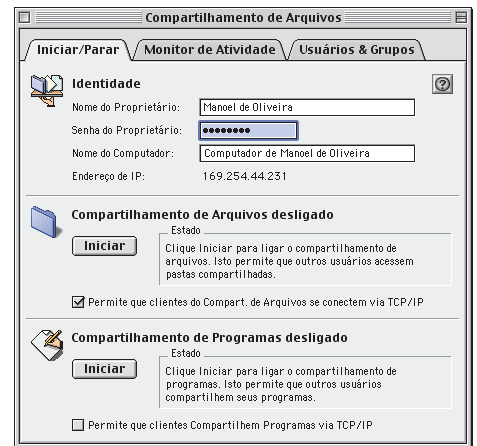 Compartilhamento de Arquivos
Iniciar/Parar Monitor de Atividade Usuários & Grupos
Identidade
?
Nome do Proprietário: Manoel de Oliveira
Senha do Proprietário: ••••••••
Nome do Computador: Computador de Manoel de Oliveira
Endereço de IP: 169.254.44.231
Compartilhamento de Arquivos desligado
Iniciar
Estado
Clique Iniciar para ligar o compartilhamento de
arquivos. Isto permite que outros usuários acessem
pastas compartilhadas.
Permite que clientes do Compart. de Arquivos se conectem via TCP/IP
Compartilhamento de Programas desligado
Iniciar
Estado
Clique Iniciar para ligar o compartilhamento de
programas. Isto permite que outros usuários
compartilhem seus programas.
Permite que clientes Compartilhem Programas via TCP/IP